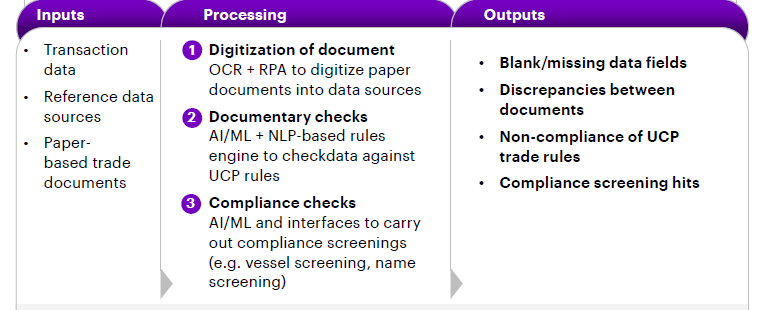 Inputs
Processing
Outputs
• Transaction
data
• Reference data
sources
• Paper-
based trade
documents
1 Digitization of document
OCR + RPA to digitize paper
documents into data sources
2 Documentary checks
AI/ML + NLP-based rules
engine to checkdata against
UCP rules
3 Compliance checks
AI/ML and interfaces to carry
out compliance screenings
(e.g. vessel screening, name
screening)
• Blank/missing data fields
• Discrepancies between
documents
• Non-compliance of UCP
trade rules
• Compliance screening hits